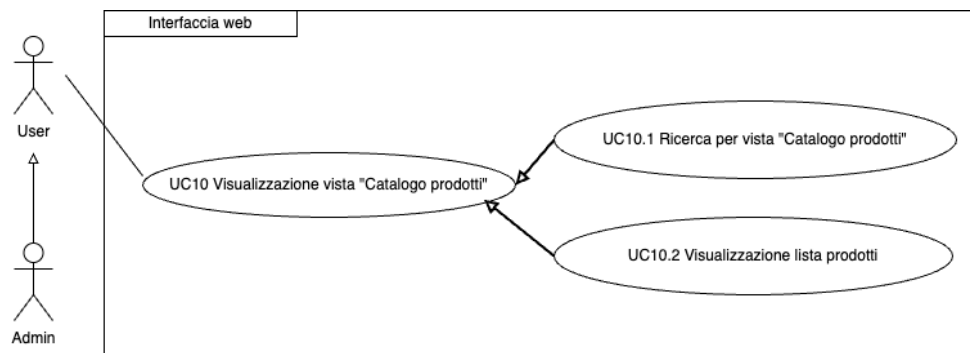 Interfaccia web
User
UC10.1 Ricerca per vista "Catalogo prodotti"
UC10 Visualizzazione vista "Catalogo prodotti"
UC10.2 Visualizzazione lista prodotti
Admin